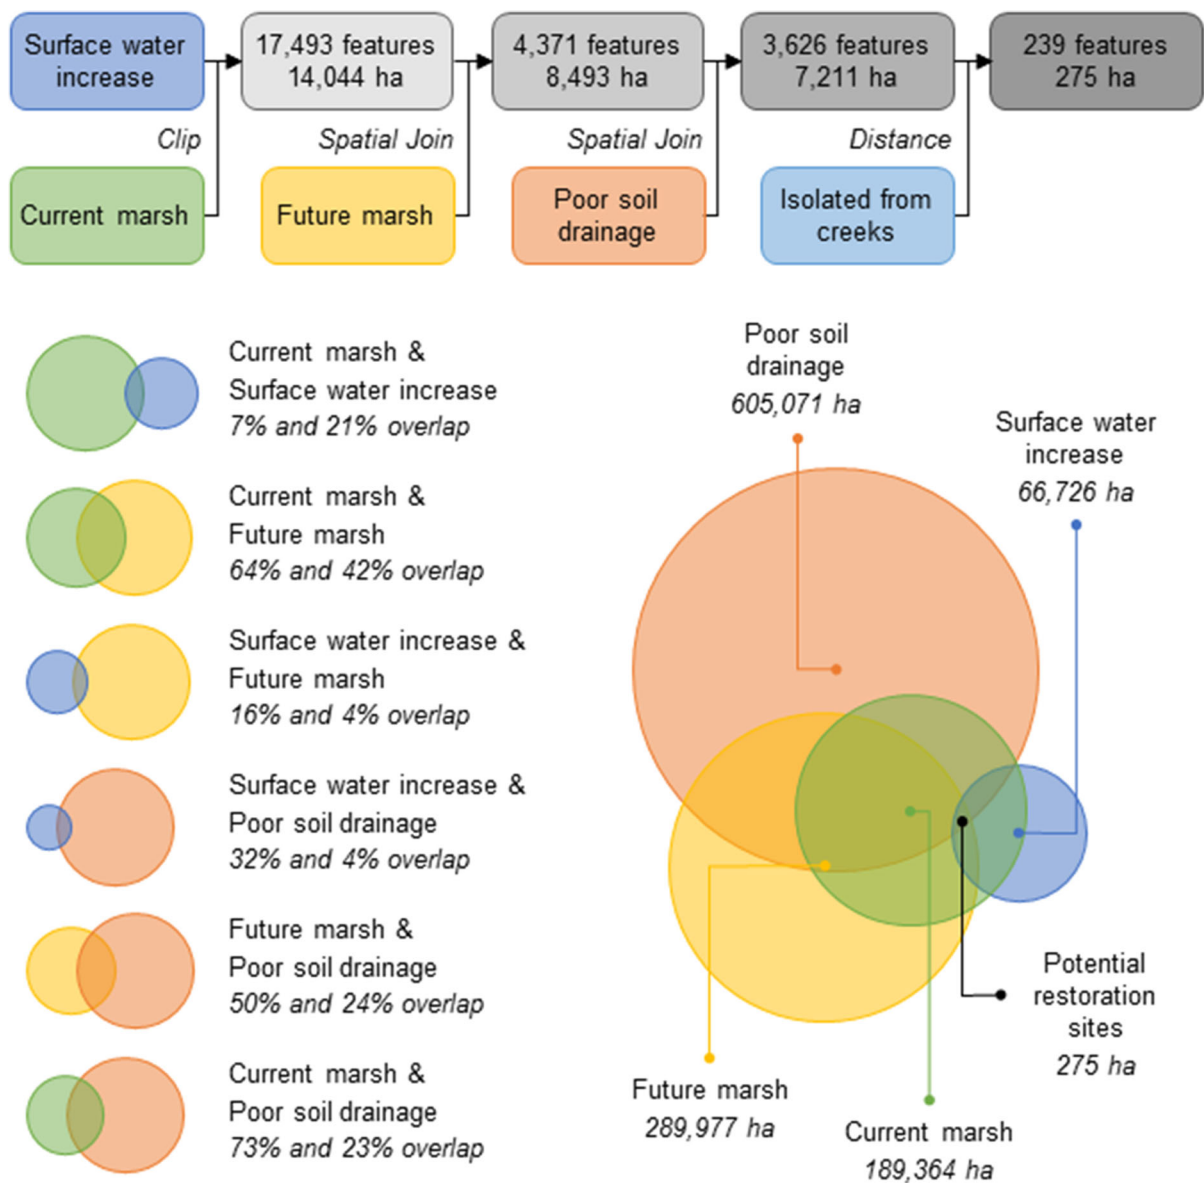 Surface water
increase
17,493 features
14,044 ha
4,371 features
8,493 ha
3,626 features
7,211 ha
239 features
275 ha
Clip
Spatial Join
Spatial Join
Distance
Current marsh
Future marsh
Poor soil
drainage
Isolated from
creeks
Current marsh &
Surface water increase
7% and 21% overlap
Current marsh &
Future marsh
64% and 42% overlap
Surface water increase &
Future marsh
16% and 4% overlap
Surface water increase &
Poor soil drainage
32% and 4% overlap
Future marsh &
Poor soil drainage
50% and 24% overlap
Current marsh &
Poor soil drainage
73% and 23% overlap
Poor soil
drainage
605,071 ha
Surface water
increase
66,726 ha
Potential
restoration
sites
275 ha
Future marsh
289,977 ha
Current marsh
189,364 ha